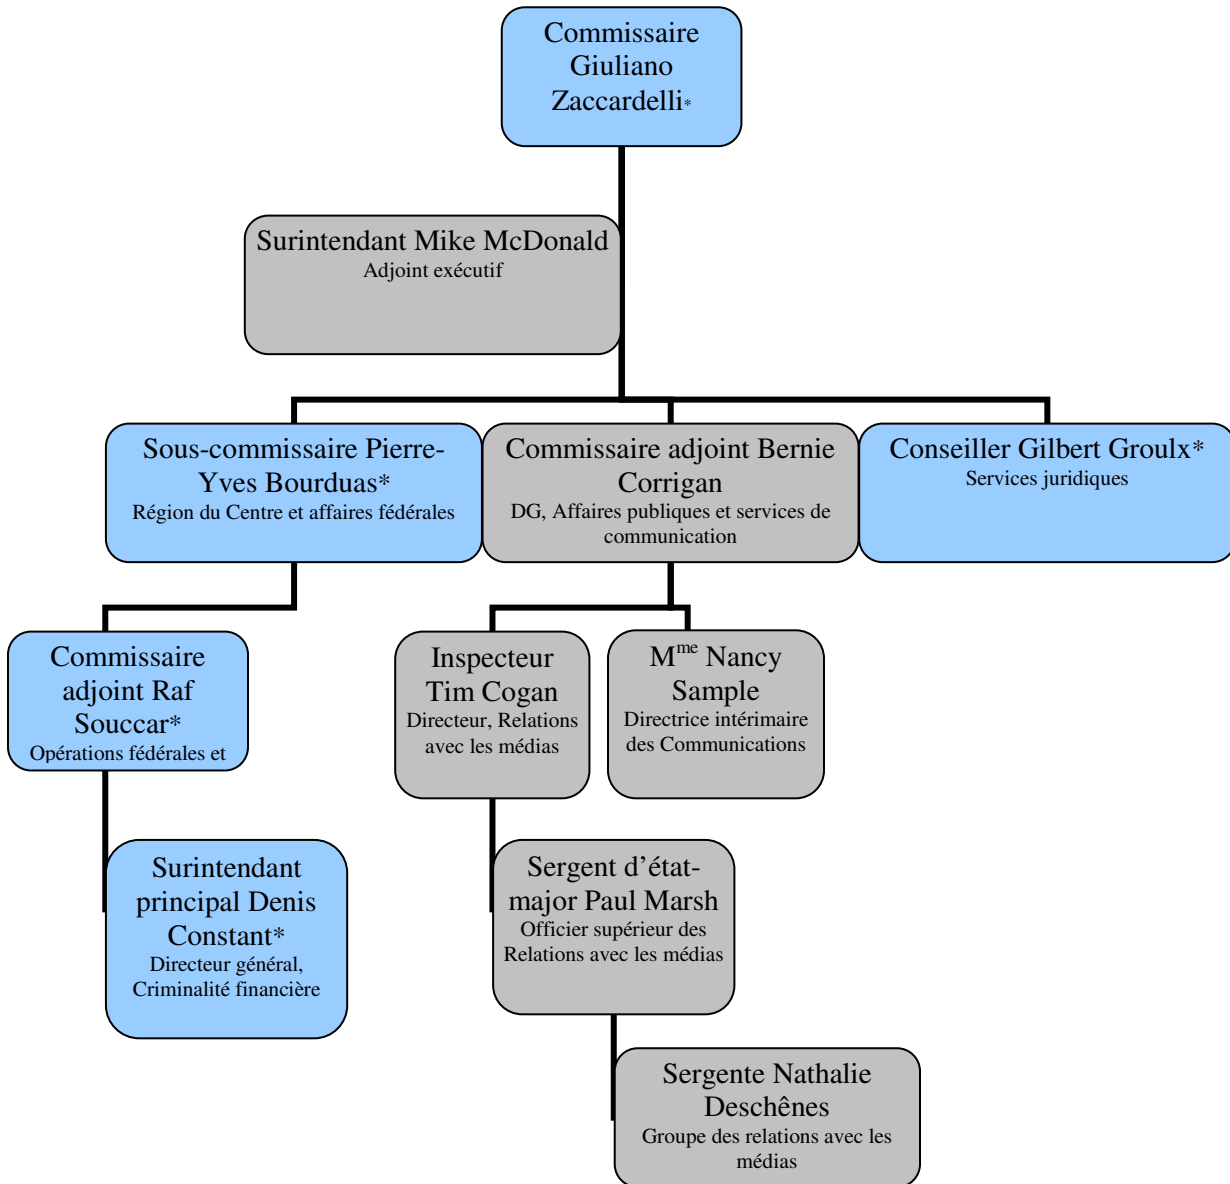 Commissaire
Giuliano
Zaccardelli*
Surintendant Mike McDonald
Adjoint exécutif
Sous-commissaire Pierre-
Yves Bourduas*
Région du Centre et affaires fédérales
Commissaire adjoint Bernie
Corrigan
DG, Affaires publiques et services de
communication
Conseiller Gilbert Groulx*
Services juridiques
Commissaire
adjoint Raf
Souccar*
Opérations fédérales et
Inspecteur
Tim Cogan
Directeur, Relations
avec les médias
Mme Nancy
Sample
Directrice intérimaire
des Communications
Surintendant
principal Denis
Constant*
Directeur général,
Criminalité financière
Sergent d’état-
major Paul Marsh
Officier supérieur des
Relations avec les médias
Sergente Nathalie
Deschênes
Groupe des relations avec les
médias